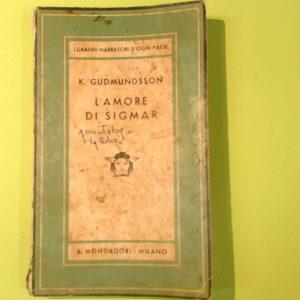 I GRANDI NARRATORI D'OGNI PAESE
K. GUDMUNDSSON
L'AMORE
DI SIGMAR
A. MONDADORI - MILANO